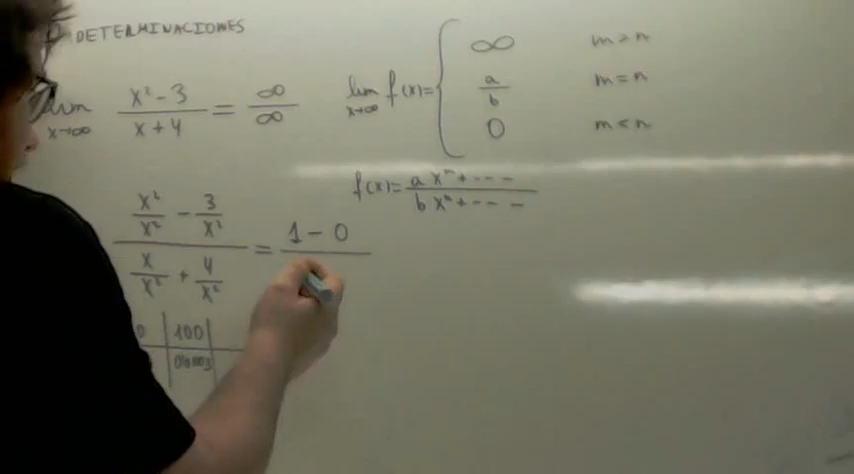 DETERMINACIONES
lim x→∞ x²-3 / x+4 = ∞/∞
lim x→∞ f(x)= { ∞ m>n
a/b m=n
0 m<n
f(x)= a xᵐ+---- / b xⁿ+--- -
x²/x² - 3/x² / x/x² + 4/x² = 1-0
0 | 100